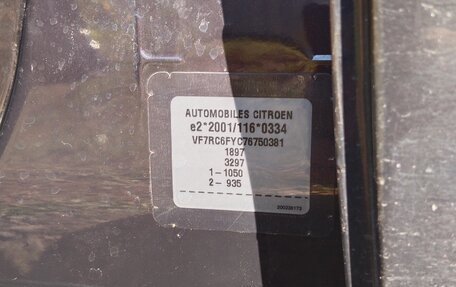 AUTOMOBILES CITROEN
e2*2001/116*0334
VF7RC6FYC76750381
1897
3297
1-1050
2-935